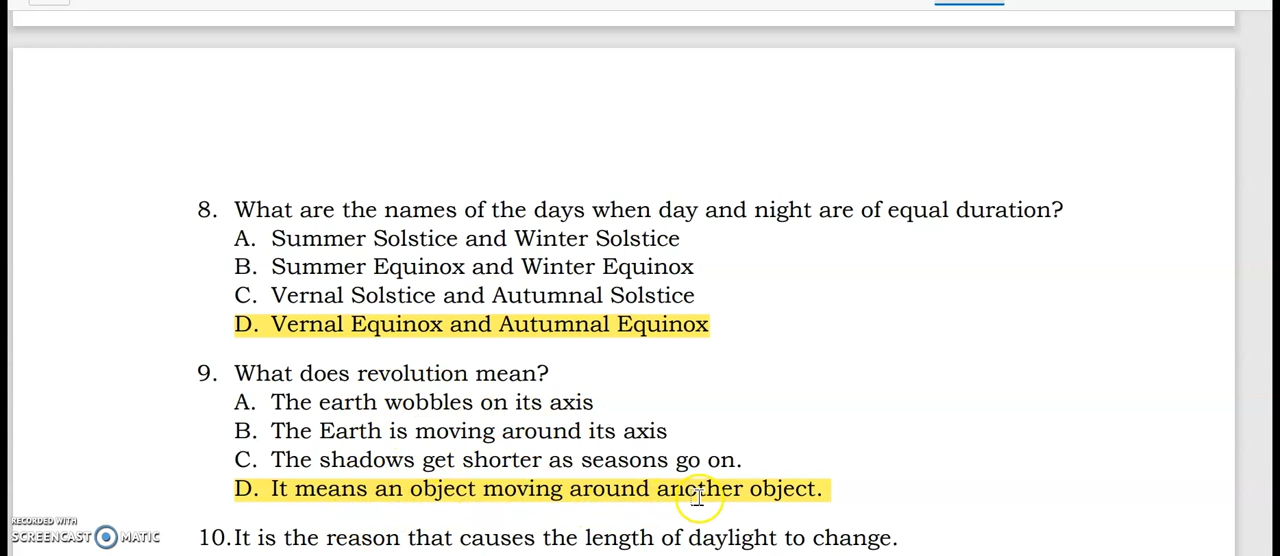 8. What are the names of the days when day and night are of equal duration?
A. Summer Solstice and Winter Solstice
B. Summer Equinox and Winter Equinox
C. Vernal Solstice and Autumnal Solstice
D. Vernal Equinox and Autumnal Equinox
9. What does revolution mean?
A. The earth wobbles on its axis
B. The Earth is moving around its axis
C. The shadows get shorter as seasons go on.
D. It means an object moving around another object.
10.It is the reason that causes the length of daylight to change.
RECORDED WITH
SCREENCAST MATIC